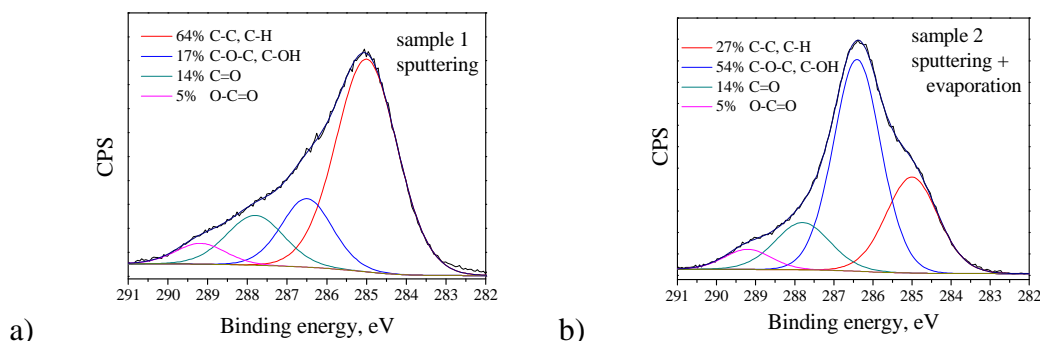 64% C-C, C-H
17% C-O-C, C-OH
14% C=O
5% O-C=O
sample 1
sputtering
CPS
291 290 289 288 287 286 285 284 283 282
Binding energy, eV
a)
27% C-C, C-H
54% C-O-C, C-OH
14% C=O
5% O-C=O
sample 2
sputtering +
evaporation
CPS
291 290 289 288 287 286 285 284 283 282
Binding energy, eV
b)